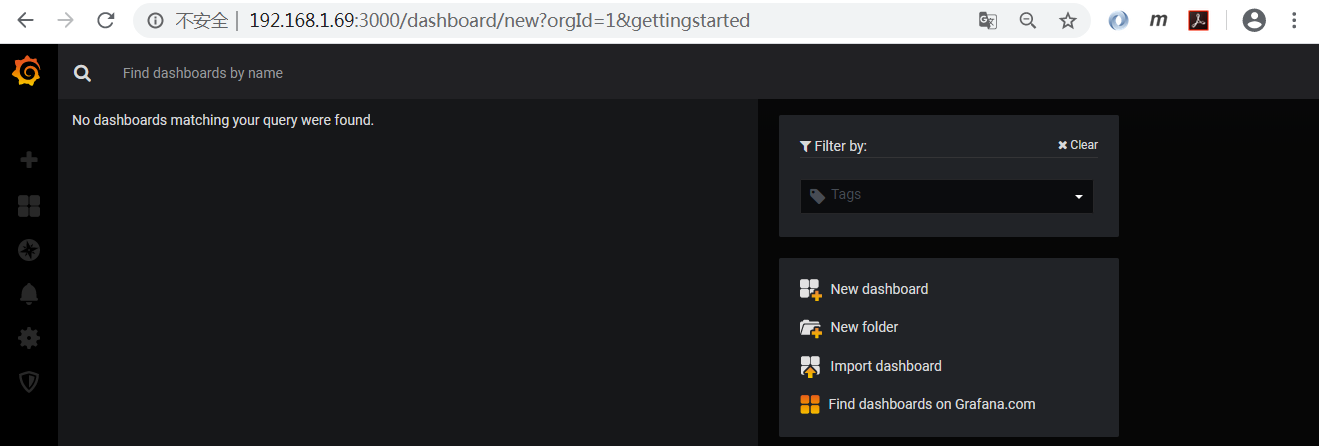 不安全 192.168.1.69:3000/dashboard/new?orgId=1&gettingstarted
Find dashboards by name
No dashboards matching your query were found.
Filter by:
Clear
Tags
New dashboard
New folder
Import dashboard
Find dashboards on Grafana.com